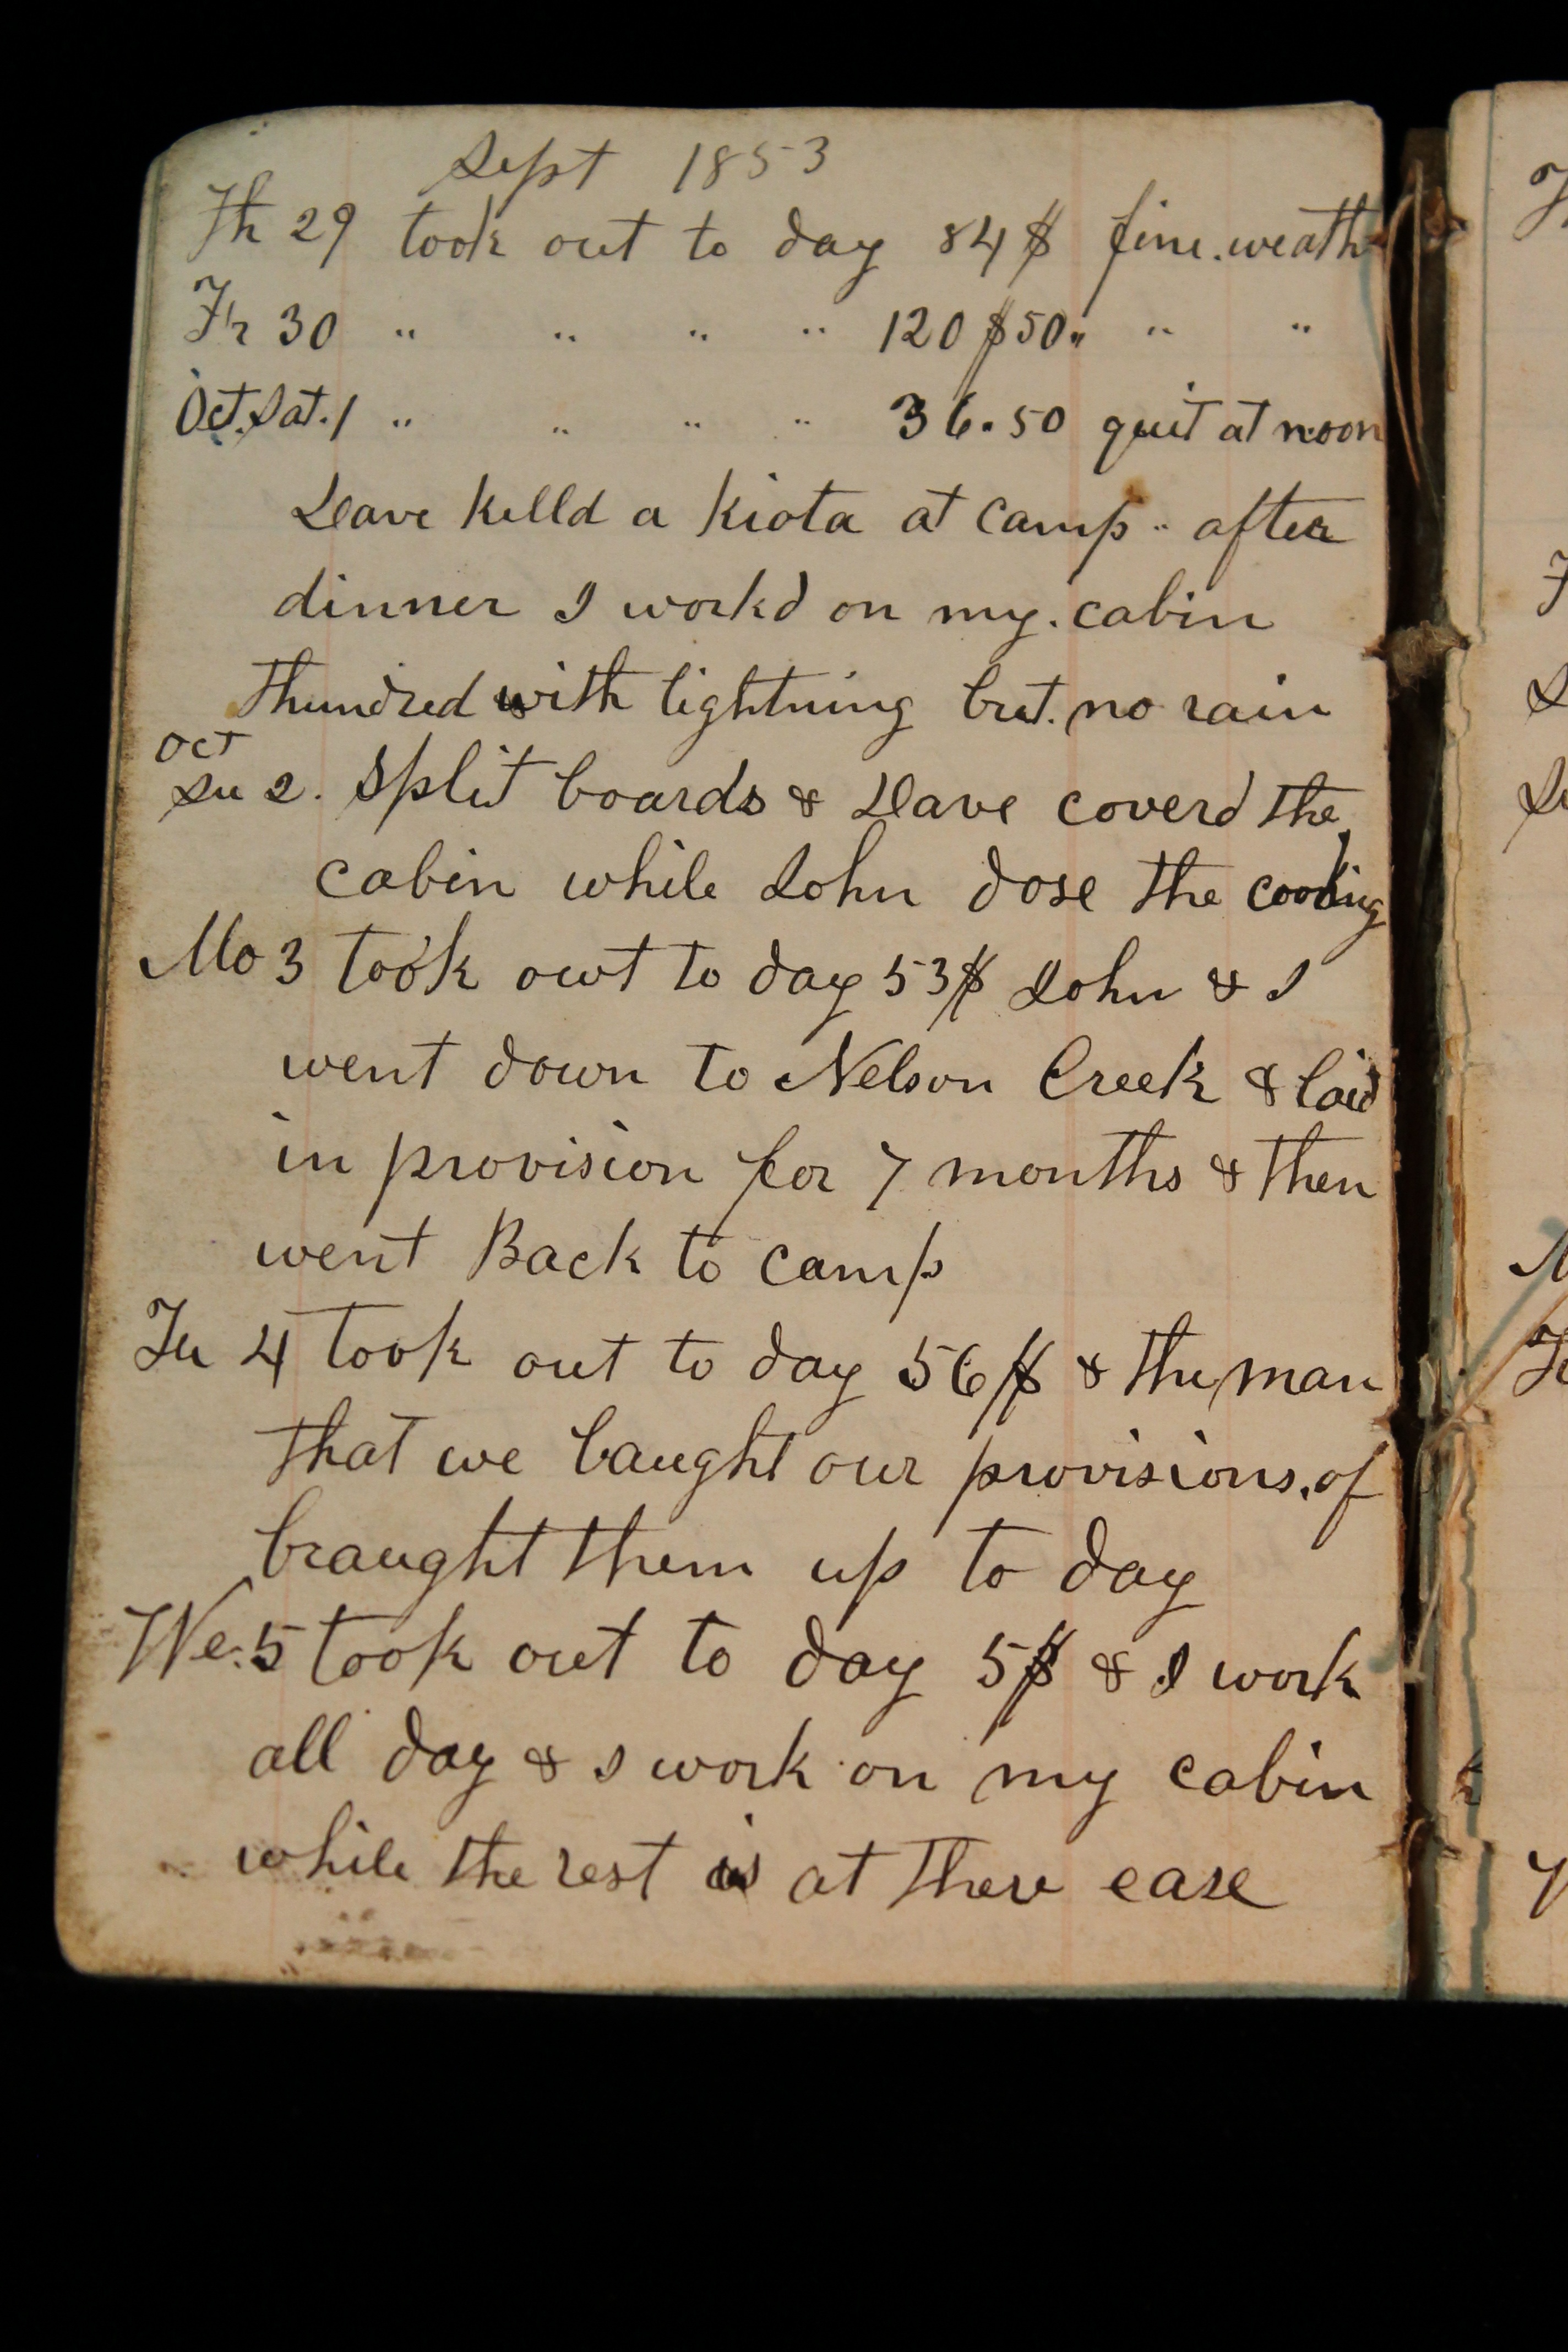 Sept 1853
Th 29 took out to day 84$ fine.weath
Fr 30 " " " " 120$50" " "
Oct.Sat.1 " " " " 36.50 quit at noon
Dave killd a kiota at camp " after
dinner I workd on my.cabin
Thundred with lightning but.no rain
Oct
Su 2. Split boards & Dave coverd the
cabin while John dose the cooking
Mo 3 took out to day 53$ John & I
went down to Nelson Creek & laid
in provision for 7 months & then
went Back to camp
Tu 4 took out to day 56$ & the man
that we baught our provisions.of
braught them up to day
We.5 took out to day 5$ & I work
all day & I work on my cabin
while the rest is at there ease